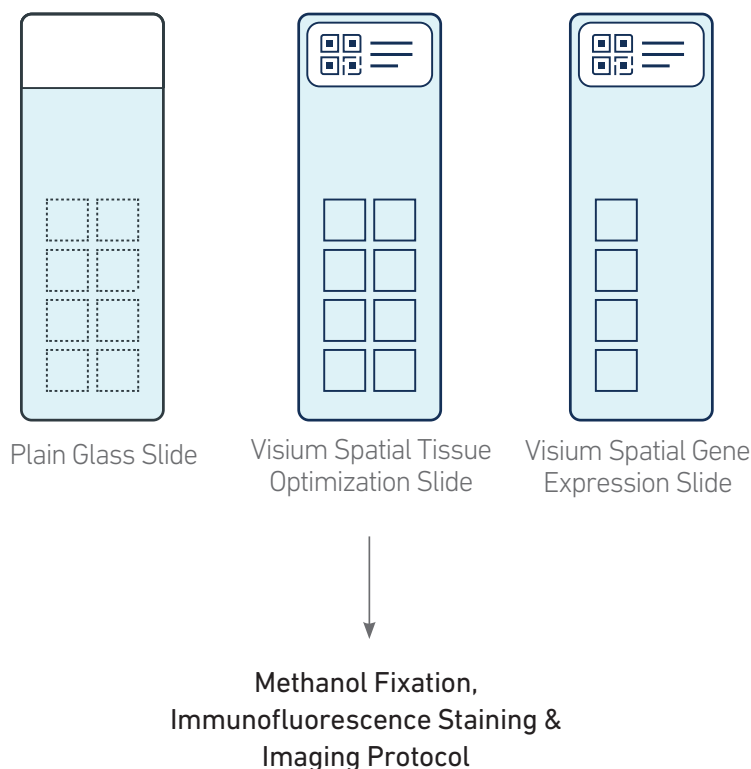 Plain Glass Slide
Visium Spatial Tissue
Optimization Slide
Visium Spatial Gene
Expression Slide
Methanol Fixation,
Immunofluorescence Staining &
Imaging Protocol